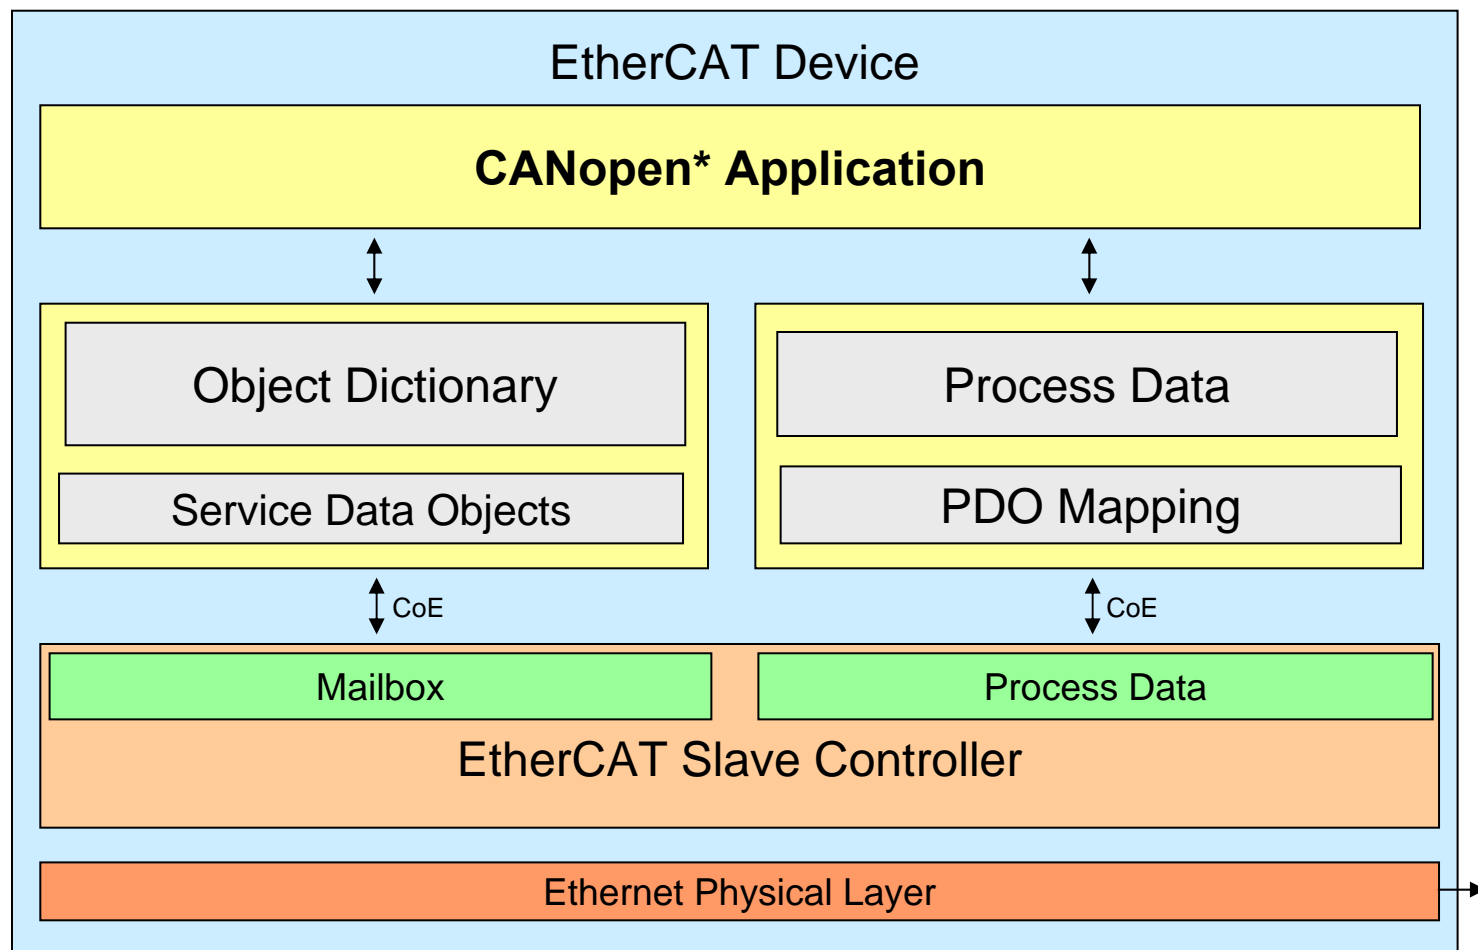 EtherCAT Device
CANopen* Application
Object Dictionary
Process Data
Service Data Objects
PDO Mapping
CoE
CoE
Mailbox
Process Data
EtherCAT Slave Controller
Ethernet Physical Layer